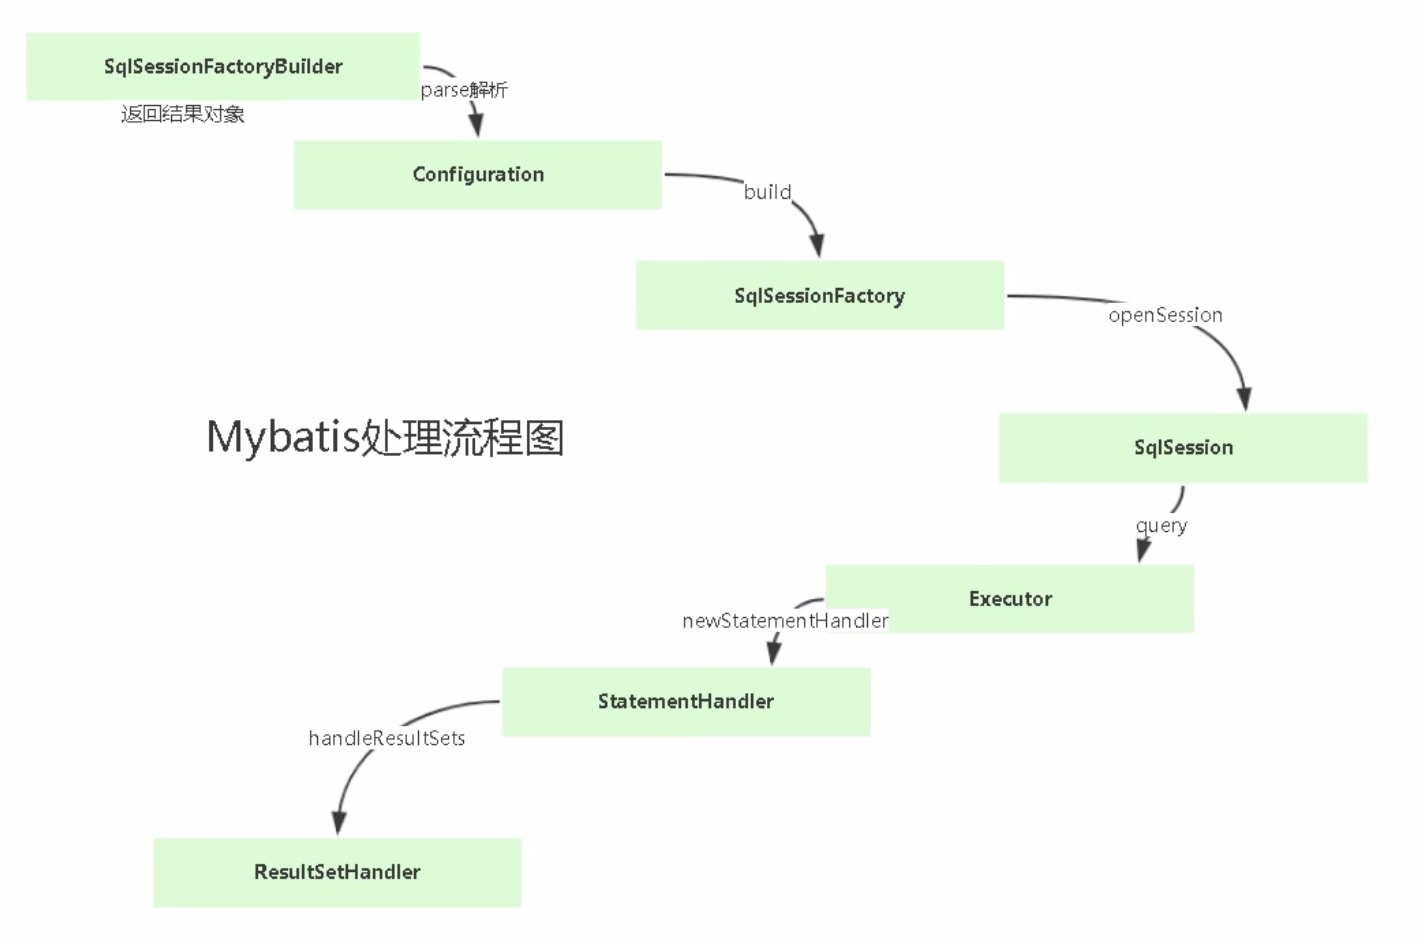 SqlSessionFactoryBuilder
parse解析
返回结果对象
Configuration
build
SqlSessionFactory
openSession
Mybatis处理流程图
SqlSession
query
Executor
newStatementHandler
StatementHandler
handleResultSets
ResultSetHandler